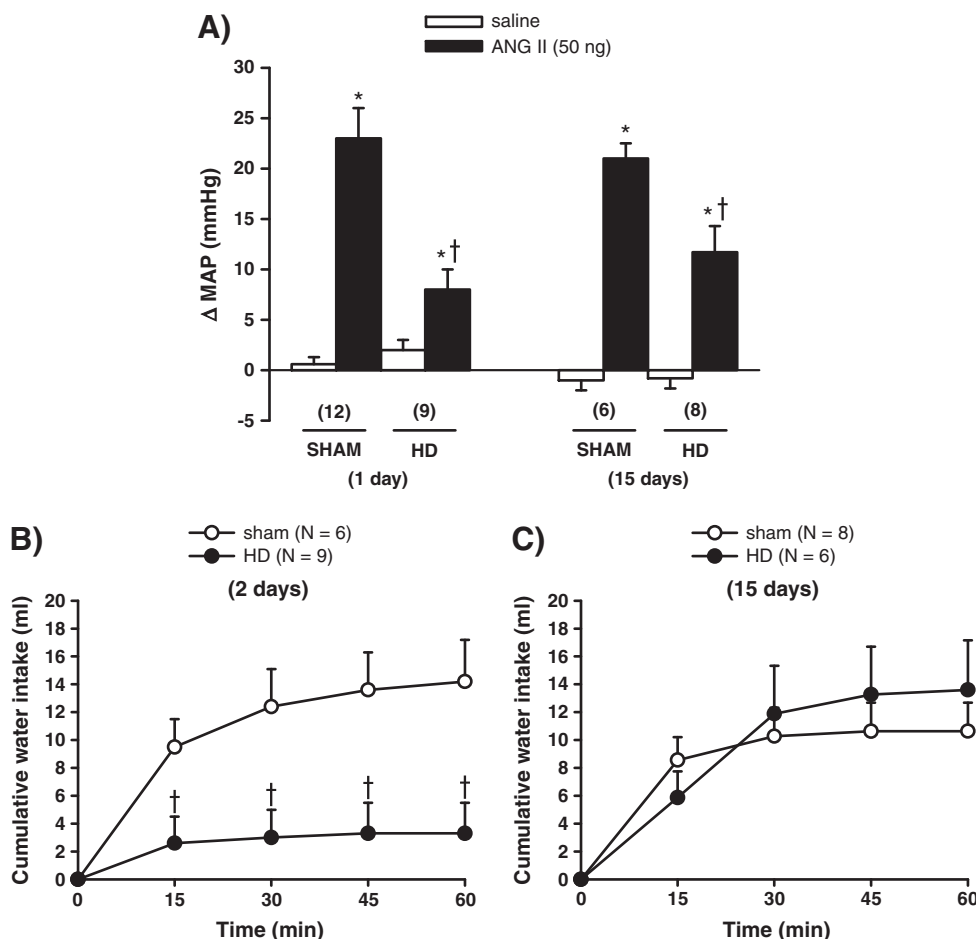 A)
saline
ANG II (50 ng)
Δ MAP (mmHg)
30
25
20
15
10
5
0
-5
*
*†
*
*†
(12) (9) (6) (8)
SHAM HD SHAM HD
(1 day) (15 days)
B)
sham (N = 6)
HD (N = 9)
(2 days)
Cumulative water intake (ml)
20
18
16
14
12
10
8
6
4
2
0
† † † †
0 15 30 45 60
Time (min)
C)
sham (N = 8)
HD (N = 6)
(15 days)
Cumulative water intake (ml)
20
18
16
14
12
10
8
6
4
2
0
0 15 30 45 60
Time (min)